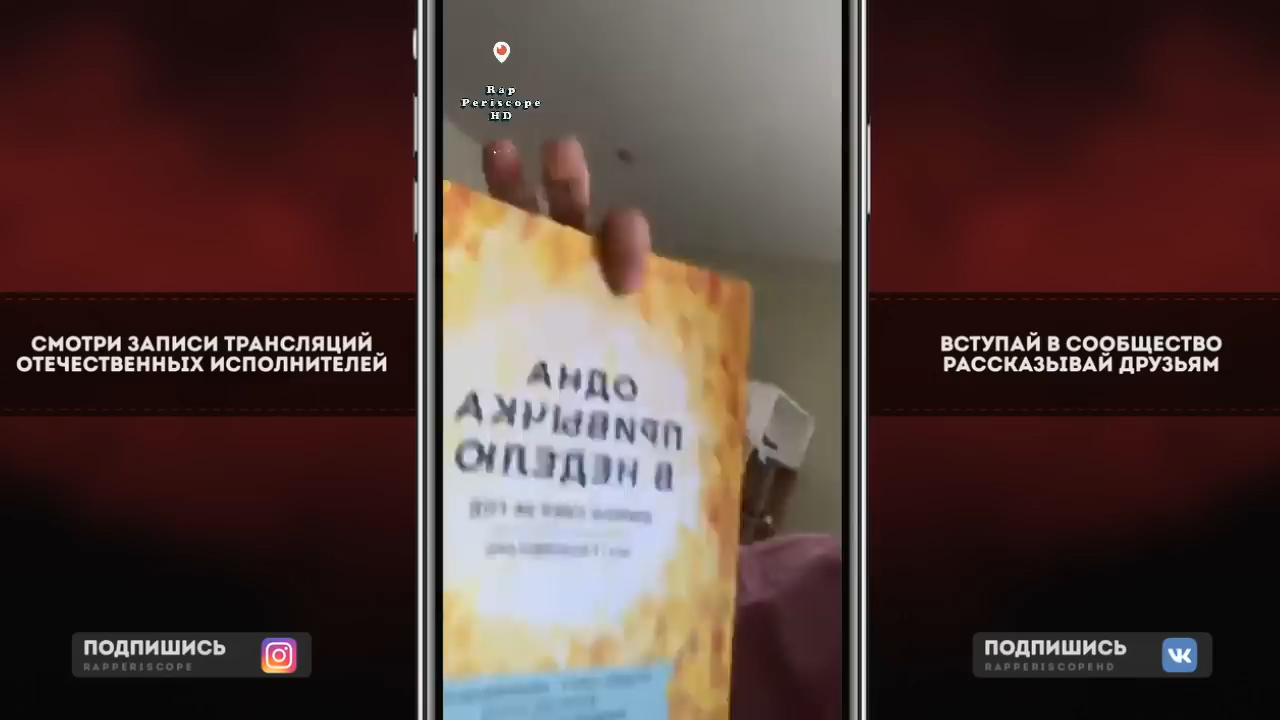 Rap
Periscope
HD
СМОТРИ ЗАПИСИ ТРАНСЛЯЦИЙ
ОТЕЧЕСТВЕННЫХ ИСПОЛНИТЕЛЕЙ
ОДНА
ПРИВЫЧКА
В НЕДЕЛЮ
ВСТУПАЙ В СООБЩЕСТВО
РАССКАЗЫВАЙ ДРУЗЬЯМ
ПОДПИШИСЬ
RAPPERISCOPE
ПОДПИШИСЬ
RAPPERISCOPEHD